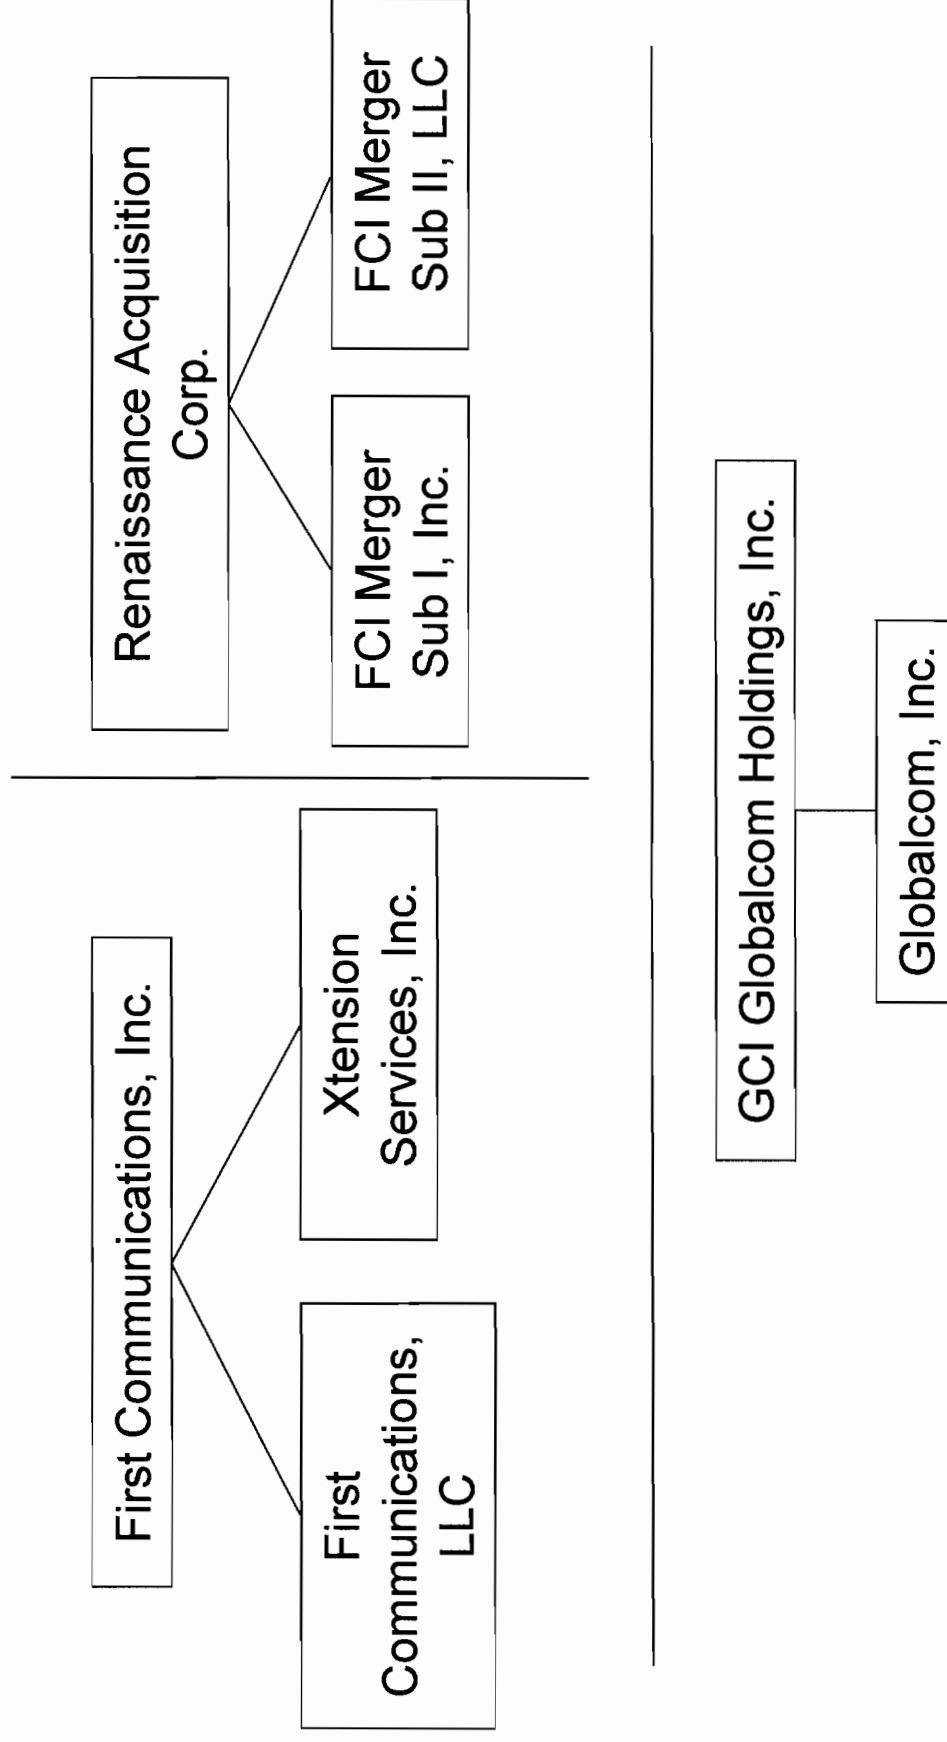 First Communications, Inc.
First
Communications,
LLC
Xtension
Services, Inc.
Renaissance Acquisition
Corp.
FCI Merger
Sub I, Inc.
FCI Merger
Sub II, LLC
GCI Globalcom Holdings, Inc.
Globalcom, Inc.